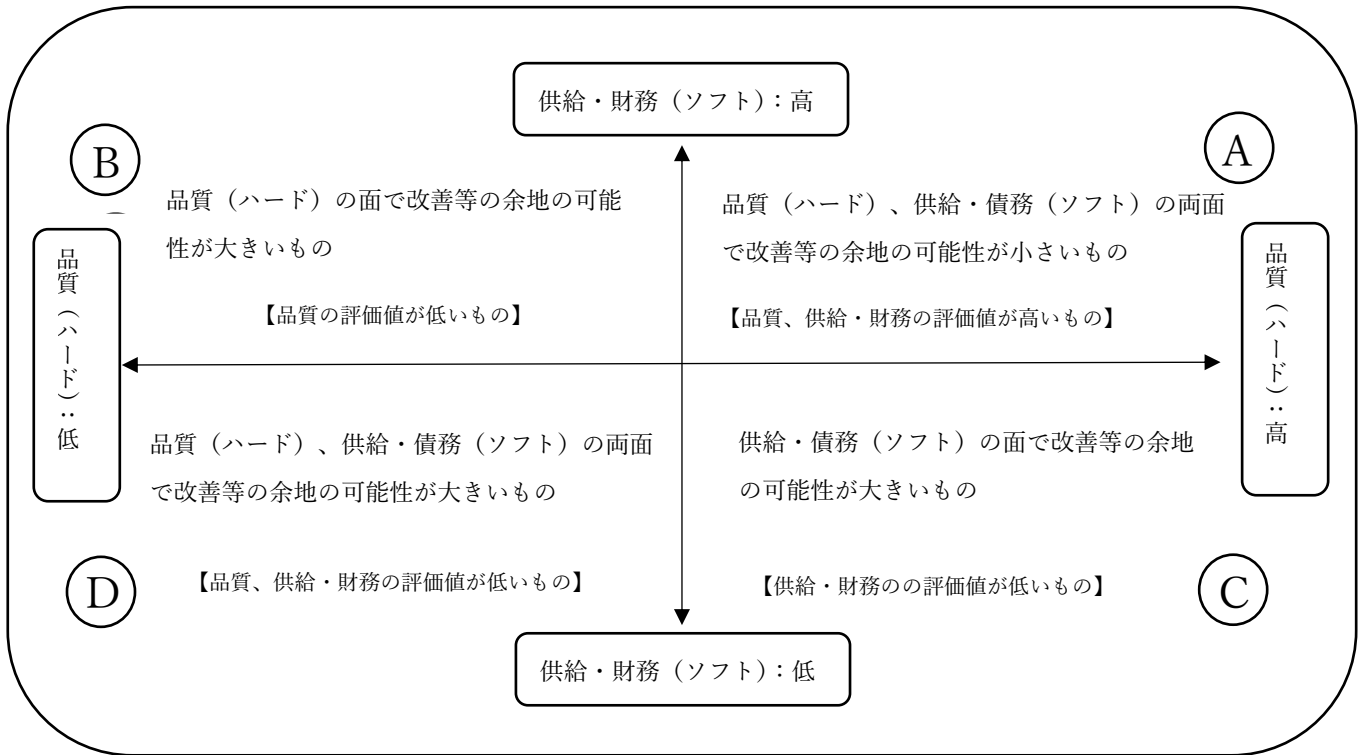 供給・財務（ソフト）：高
B
A
品質（ハード）の面で改善等の余地の可能
性が大きいもの
【品質の評価値が低いもの】
品質（ハード）、供給・債務（ソフト）の両面
で改善等の余地の可能性が小さいもの
【品質、供給・財務の評価値が高いもの】
品質（ハード）：低
品質（ハード）：高
品質（ハード）、供給・債務（ソフト）の両面
で改善等の余地の可能性が大きいもの
【品質、供給・財務の評価値が低いもの】
D
供給・債務（ソフト）の面で改善等の余地
の可能性が大きいもの
【供給・財務のの評価値が低いもの】
C
供給・財務（ソフト）：低